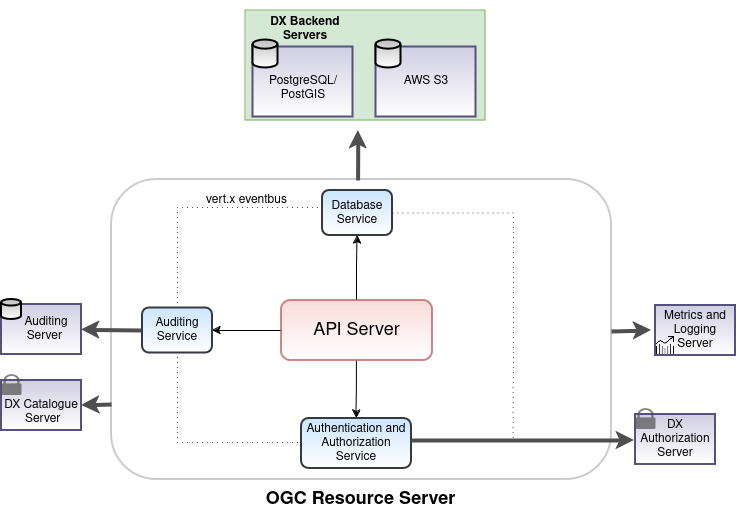 DX Backend
Servers
PostgreSQL/
PostGIS
AWS S3
vert.x eventbus
Database
Service
Auditing
Server
Auditing
Service
API Server
Metrics and
Logging
Server
DX Catalogue
Server
Authentication and
Authorization
Service
DX
Authorization
Server
OGC Resource Server